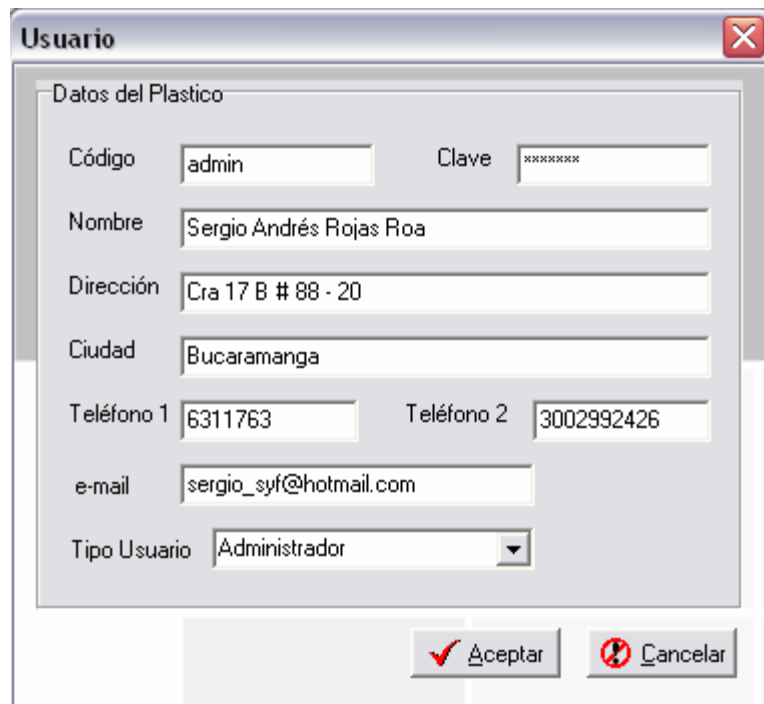 Usuario
Datos del Plastico
Código admin Clave *******
Nombre Sergio Andrés Rojas Roa
Dirección Cra 17 B # 88 - 20
Ciudad Bucaramanga
Teléfono 1 6311763 Teléfono 2 3002992426
e-mail sergio_syf@hotmail.com
Tipo Usuario Administrador
Aceptar Cancelar